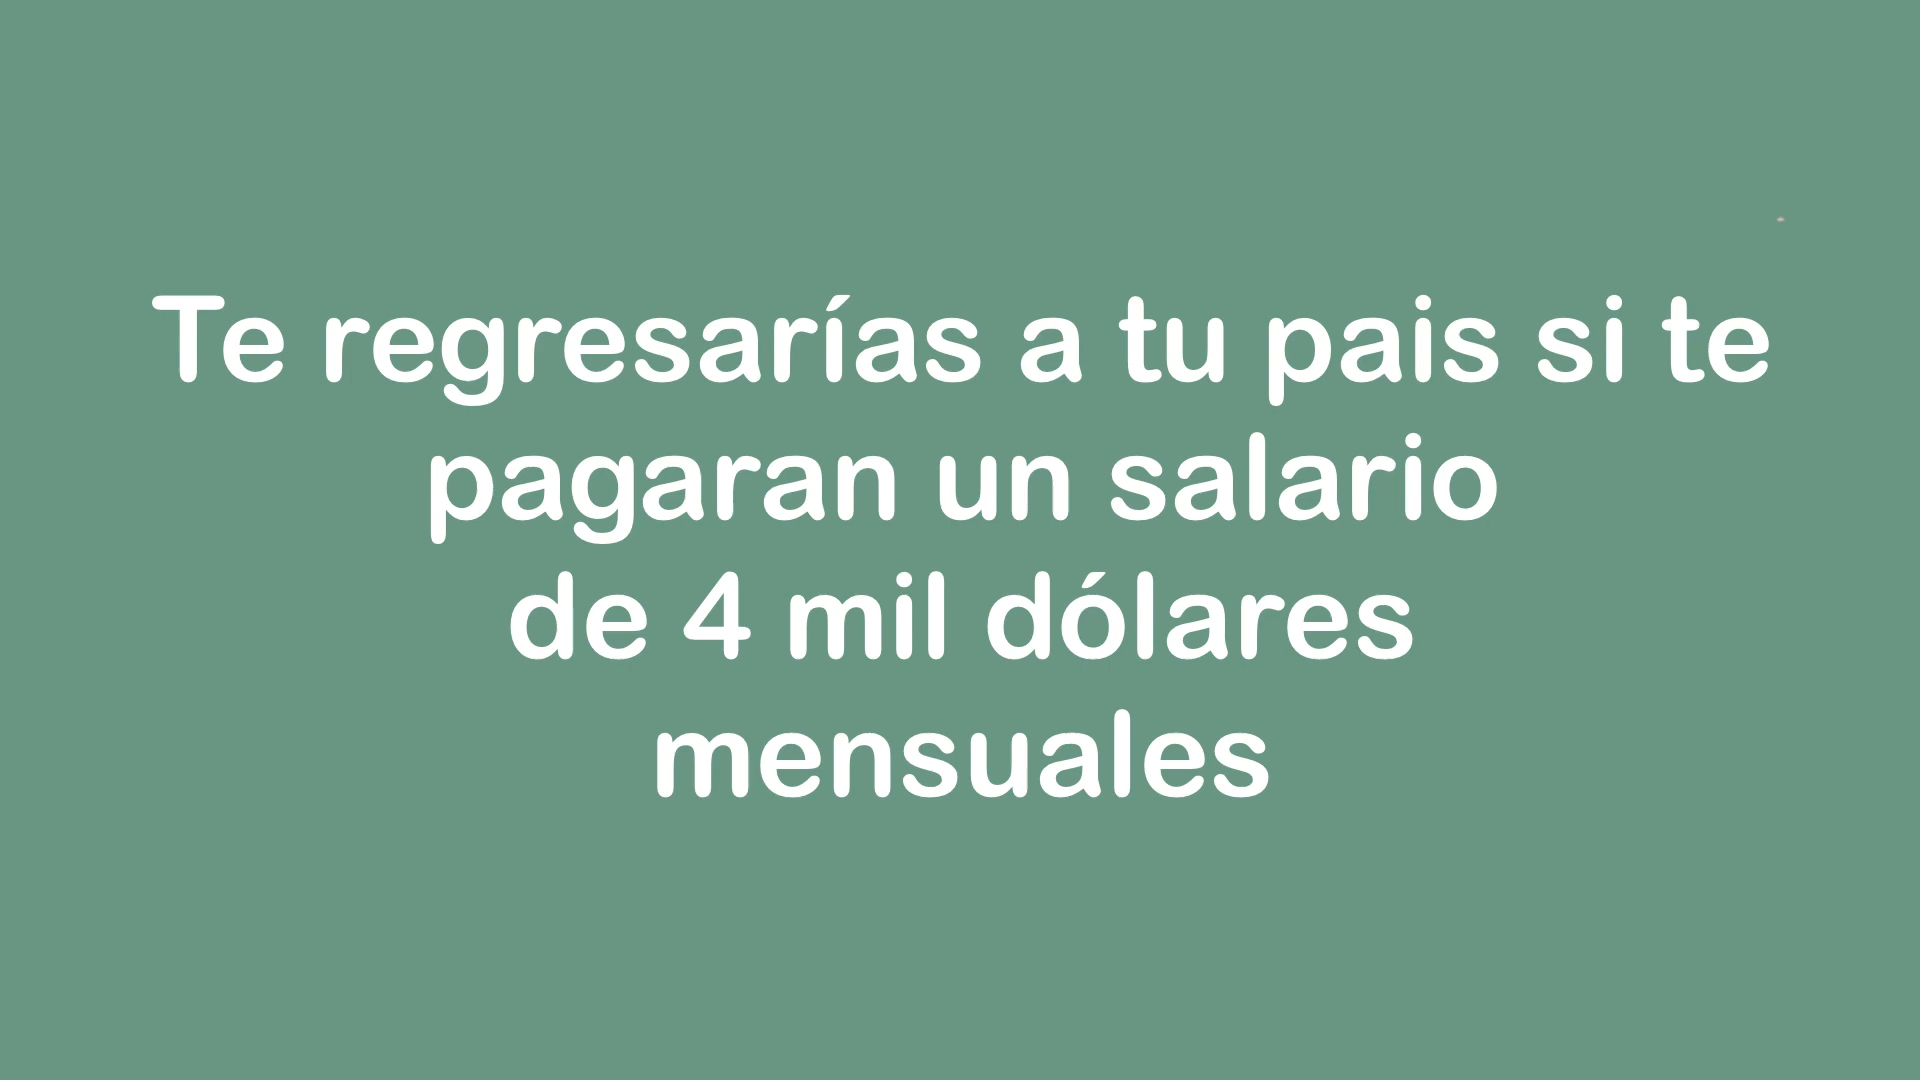 Te regresarías a tu pais si te
pagaran un salario
de 4 mil dólares
mensuales